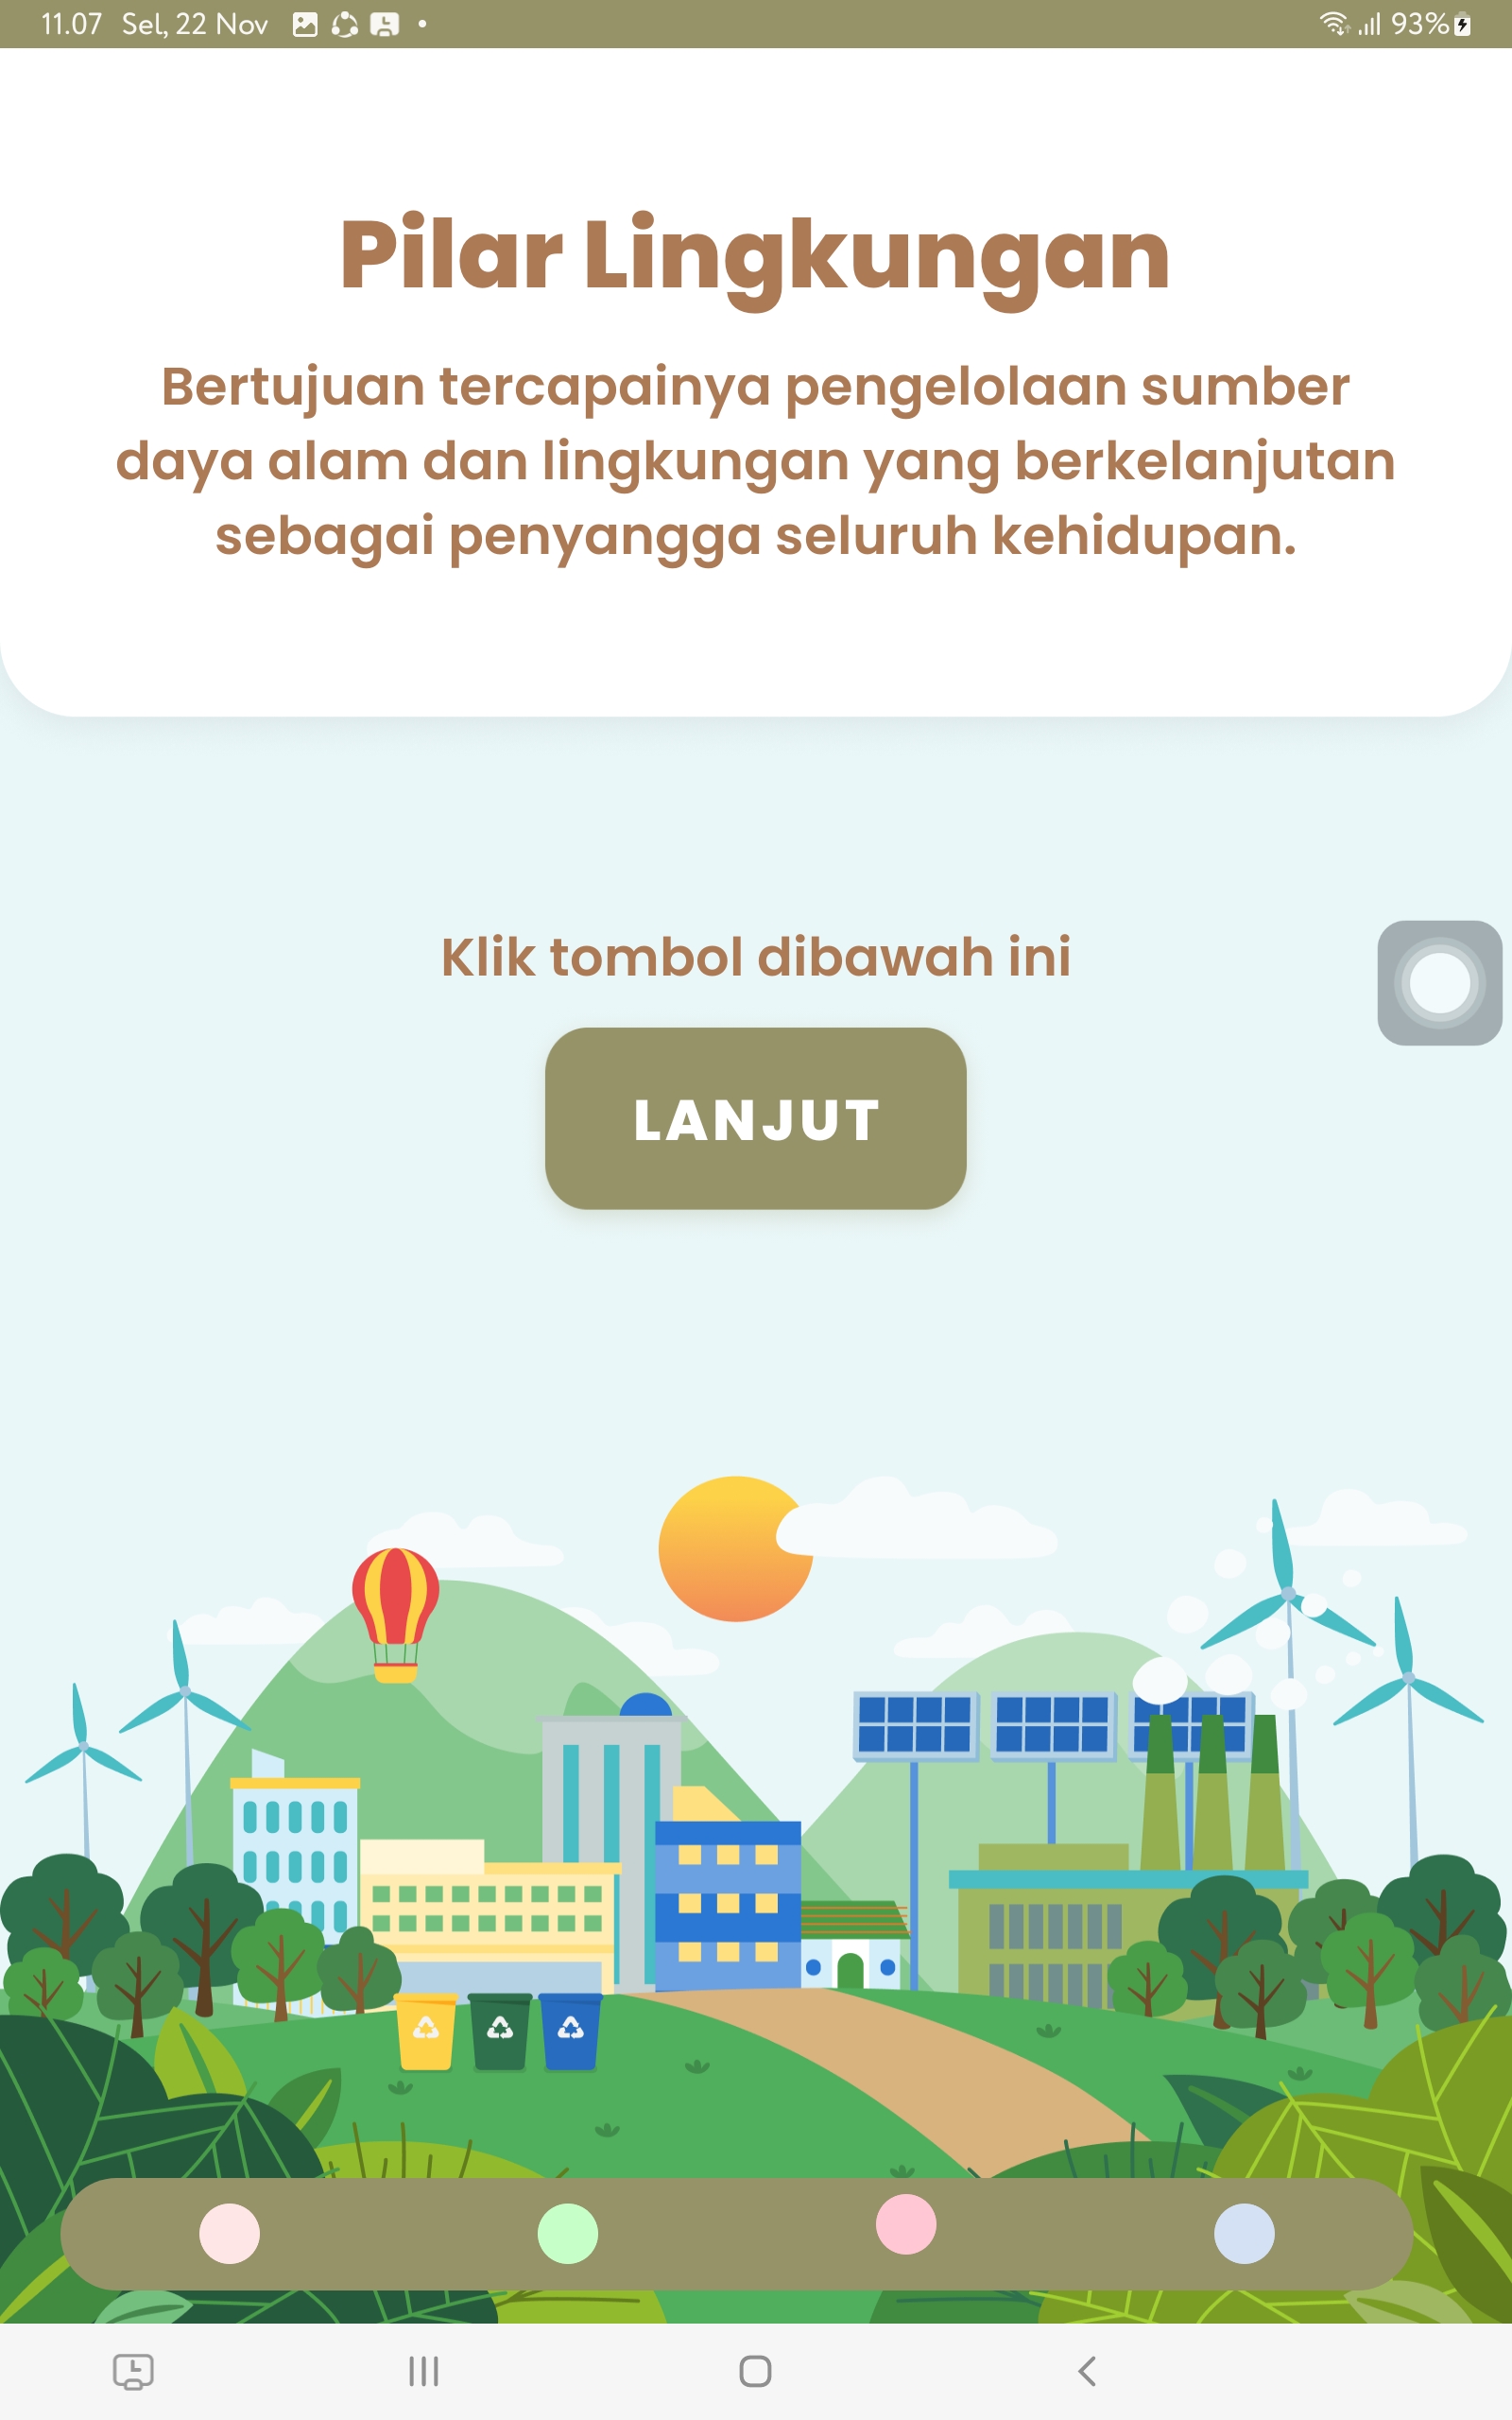 11.07 Sel, 22 Nov 93%
Pilar Lingkungan
Bertujuan tercapainya pengelolaan sumber
daya alam dan lingkungan yang berkelanjutan
sebagai penyangga seluruh kehidupan.
Klik tombol dibawah ini
LANJUT